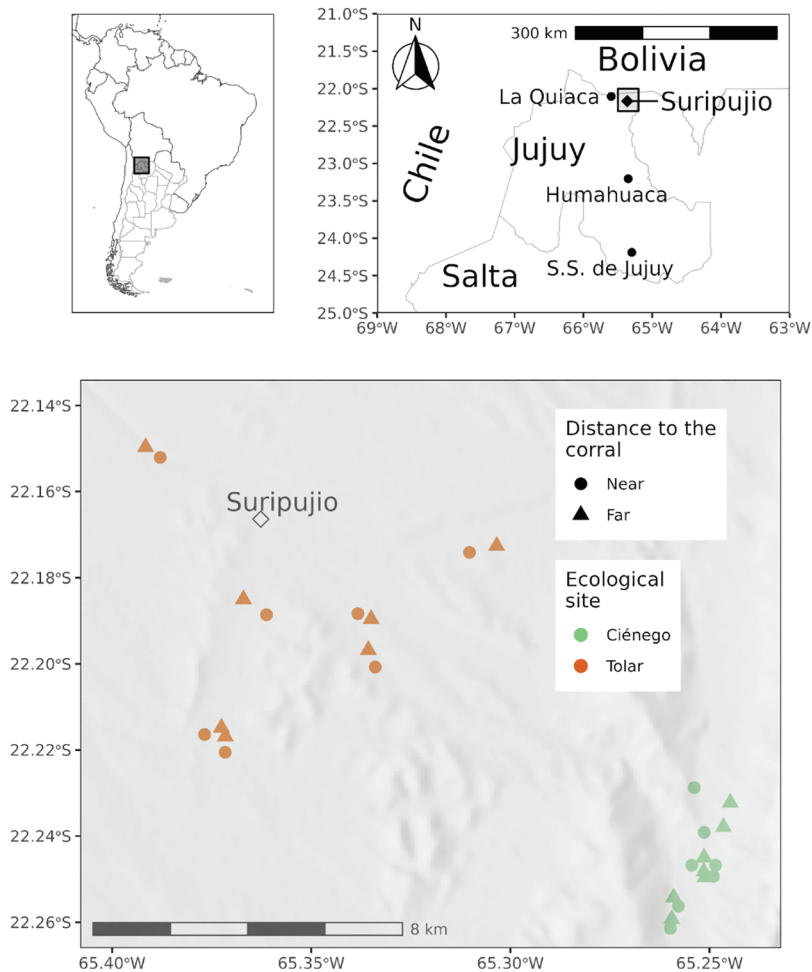 21.0°S
21.5°S
22.0°S
22.5°S
23.0°S
23.5°S
24.0°S
24.5°S
25.0°S
N
300 km
Bolivia
La Quiaca
Suripujio
Chile
Jujuy
Humahuaca
Salta
S.S. de Jujuy
69°W 68°W 67°W 66°W 65°W 64°W 63°W
22.14°S
22.16°S
22.18°S
22.20°S
22.22°S
22.24°S
22.26°S
Suripujio
Distance to the
corral
Near
Far
Ecological
site
Ciénego
Tolar
8 km
65.40°W 65.35°W 65.30°W 65.25°W